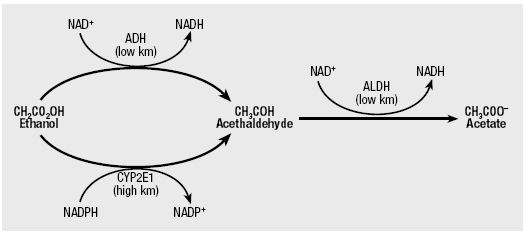 NAD⁺ NADH
ADH
(low km)
NAD⁺ NADH
ALDH
(low km)
CH₃CO₂OH
Ethanol
CH₃COH
Acethaldehyde
CH₃COO⁻
Acetate
CYP2E1
(high km)
NADPH NADP⁺